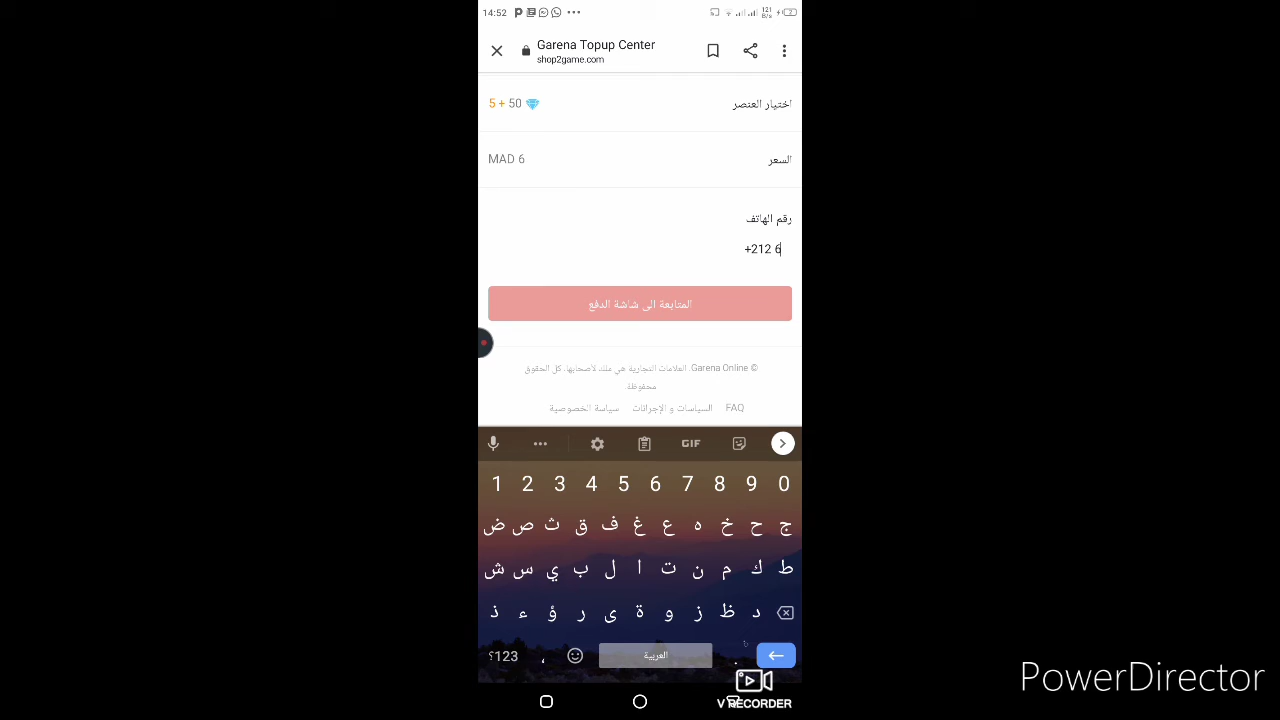 14:52 121 B/s 2
Garena Topup Center
shop2game.com
اختيار العنصر 5 + 50
السعر MAD 6
رقم الهاتف
+212 6
المتابعة الى شاشة الدفع
© Garena Online. العلامات التجارية هي ملك لأصحابها. كل الحقوق
محفوظة.
FAQ السياسات و الإجراءات سياسة الخصوصية
GIF
1 2 3 4 5 6 7 8 9 0
ض ص ث ق ف غ ع ه خ ح ج
ش س ي ب ل ا ت ن م ك ط
ذ ء ؤ ر ى ة و ز ظ د
؟123 ، العربية .
V RECORDER
PowerDirector